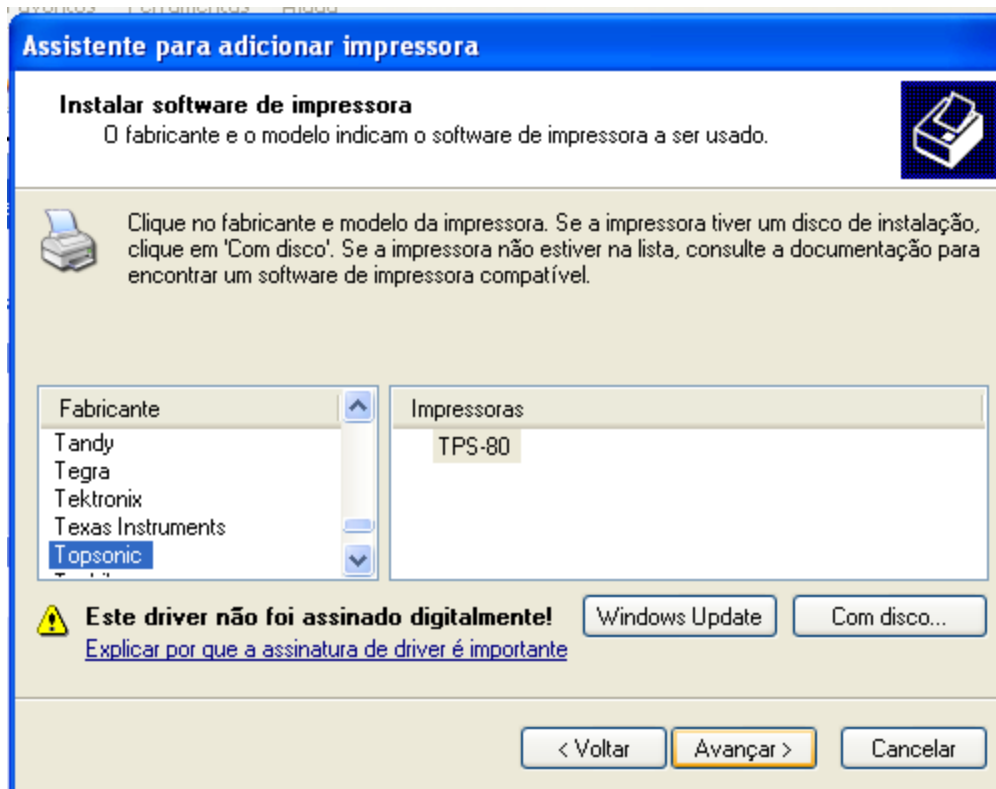 Favoritos Ferramentas Ajuda
Assistente para adicionar impressora
Instalar software de impressora
O fabricante e o modelo indicam o software de impressora a ser usado.
Clique no fabricante e modelo da impressora. Se a impressora tiver um disco de instalação,
clique em 'Com disco'. Se a impressora não estiver na lista, consulte a documentação para
encontrar um software de impressora compatível.
Fabricante
Tandy
Tegra
Tektronix
Texas Instruments
Topsonic
Impressoras
TPS-80
Este driver não foi assinado digitalmente!
Explicar por que a assinatura de driver é importante
Windows Update
Com disco...
< Voltar
Avançar >
Cancelar